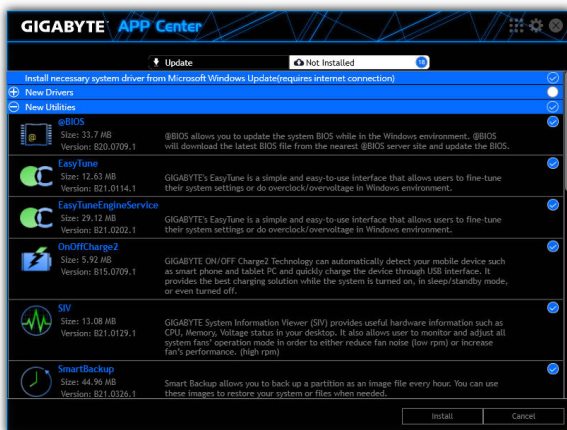 GIGABYTE APP Center
Update
Not Installed
18
Install necessary system driver from Microsoft Windows Update(requires internet connection)
New Drivers
New Utilities
@BIOS
Size: 33.7 MB
Version: B20.0709.1
@BIOS allows you to update the system BIOS while in the Windows environment. @BIOS
will download the latest BIOS file from the nearest @BIOS server site and update the BIOS.
EasyTune
Size: 12.63 MB
Version: B21.0114.1
GIGABYTE's EasyTune is a simple and easy-to-use interface that allows users to fine-tune
their system settings or do overclock/overvoltage in Windows environment.
EasyTuneEngineService
Size: 29.12 MB
Version: B21.0202.1
GIGABYTE's EasyTune is a simple and easy-to-use interface that allows users to fine-tune
their system settings or do overclock/overvoltage in Windows environment.
OnOffCharge2
Size: 5.92 MB
Version: B15.0709.1
GIGABYTE ON/OFF Charge2 Technology can automatically detect your mobile device such
as smart phone and tablet PC and quickly charge the device through USB interface. It
provides the best charging solution while the system is turned on, in sleep/standby mode,
or even turned off.
SIV
Size: 13.08 MB
Version: B21.0129.1
GIGABYTE System Information Viewer (SIV) provides useful hardware information such as
CPU, Memory, Voltage status in your desktop. It also allows user to monitor and adjust all
system fans' operation mode in order to either reduce fan noise (low rpm) or increase
fan's performance. (high rpm)
SmartBackup
Size: 44.96 MB
Version: B21.0326.1
Smart Backup allows you to back up a partition as an image file every hour. You can use
these images to restore your system or files when needed.
Install
Cancel